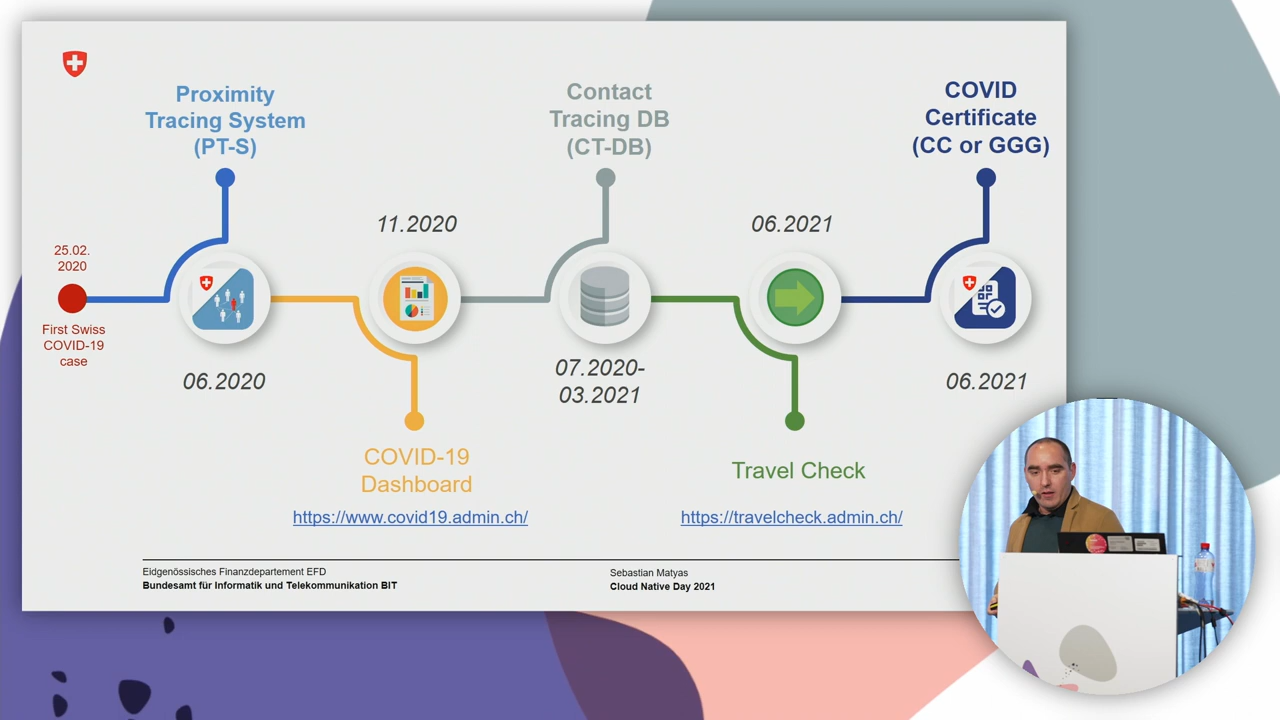 Proximity
Tracing System
(PT-S)
Contact
Tracing DB
(CT-DB)
COVID
Certificate
(CC or GGG)
11.2020
06.2021
25.02.
2020
First Swiss
COVID-19
case
06.2020
07.2020-
03.2021
06.2021
COVID-19
Dashboard
https://www.covid19.admin.ch/
Travel Check
https://travelcheck.admin.ch/
Eidgenössisches Finanzdepartement EFD
Bundesamt für Informatik und Telekommunikation BIT
Sebastian Matyas
Cloud Native Day 2021